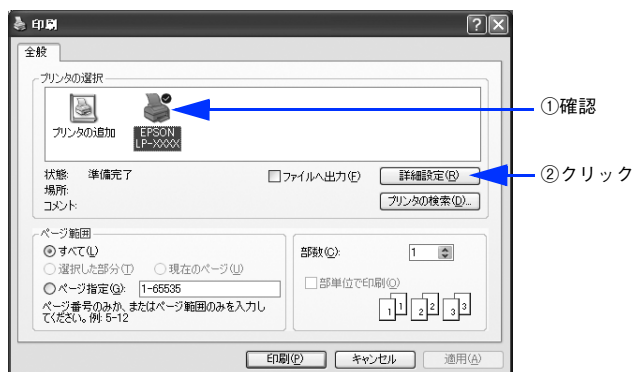 印刷
全般
プリンタの選択
プリンタの追加
EPSON
LP-XXXX
①確認
状態: 準備完了
場所:
コメント:
ファイルへ出力(F)
詳細設定(R)
②クリック
プリンタの検索(D)...
ページ範囲
すべて(L)
選択した部分(T) 現在のページ(U)
ページ指定(G): 1-65535
ページ番号のみか、またはページ範囲のみを入力し
てください。例: 5-12
部数(C): 1
部単位で印刷(O)
1 1 2 2 3 3
印刷(P) キャンセル 適用(A)